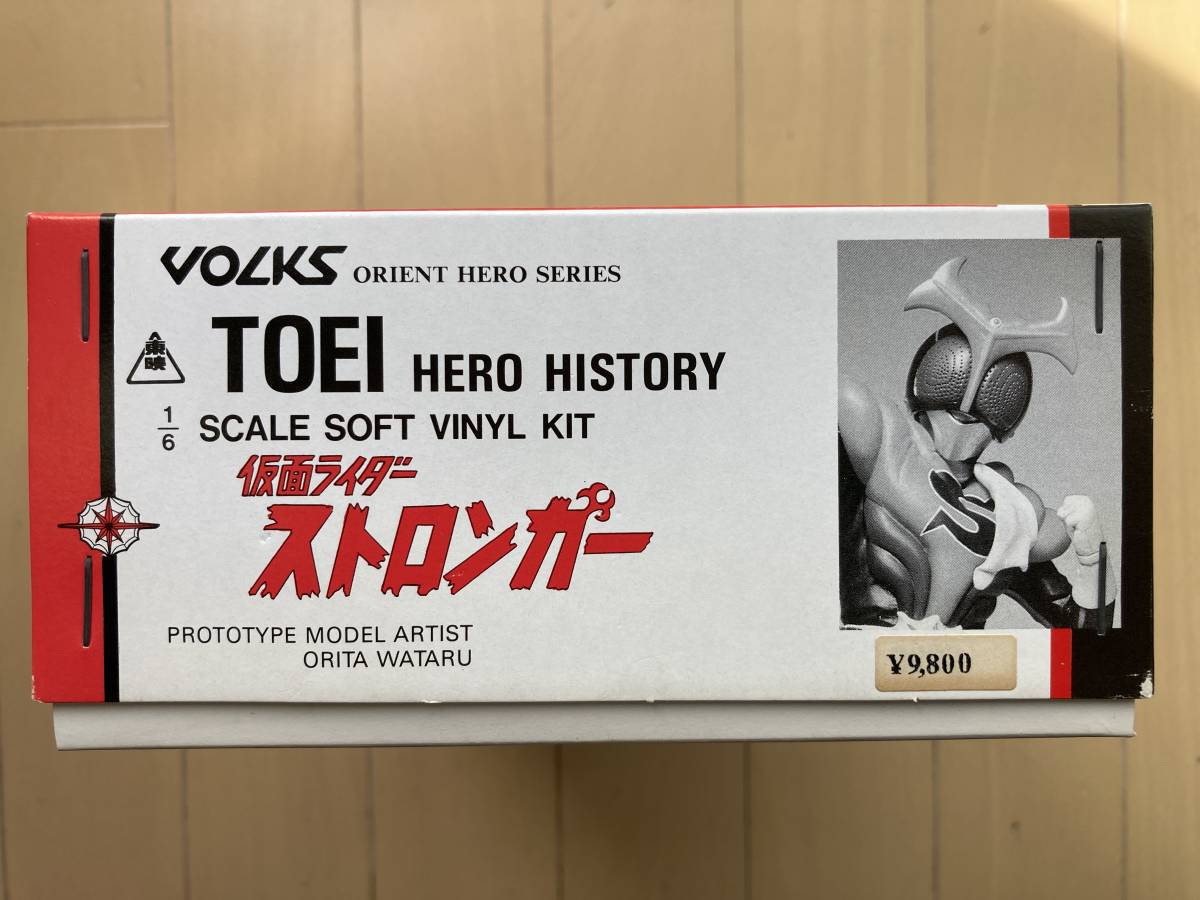 VOLKS ORIENT HERO SERIES
東映 TOEI HERO HISTORY
1/6 SCALE SOFT VINYL KIT
仮面ライダー
ストロンガー
PROTOTYPE MODEL ARTIST
ORITA WATARU
S
¥9,800